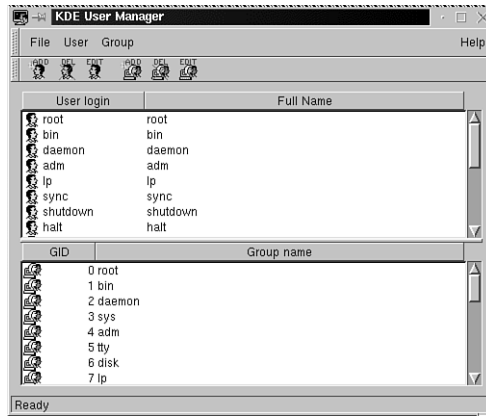 KDE User Manager
File User Group Help
ADD DEL EDIT ADD DEL EDIT
User login Full Name
root root
bin bin
daemon daemon
adm adm
lp lp
sync sync
shutdown shutdown
halt halt
GID Group name
0 root
1 bin
2 daemon
3 sys
4 adm
5 tty
6 disk
7 lp
Ready